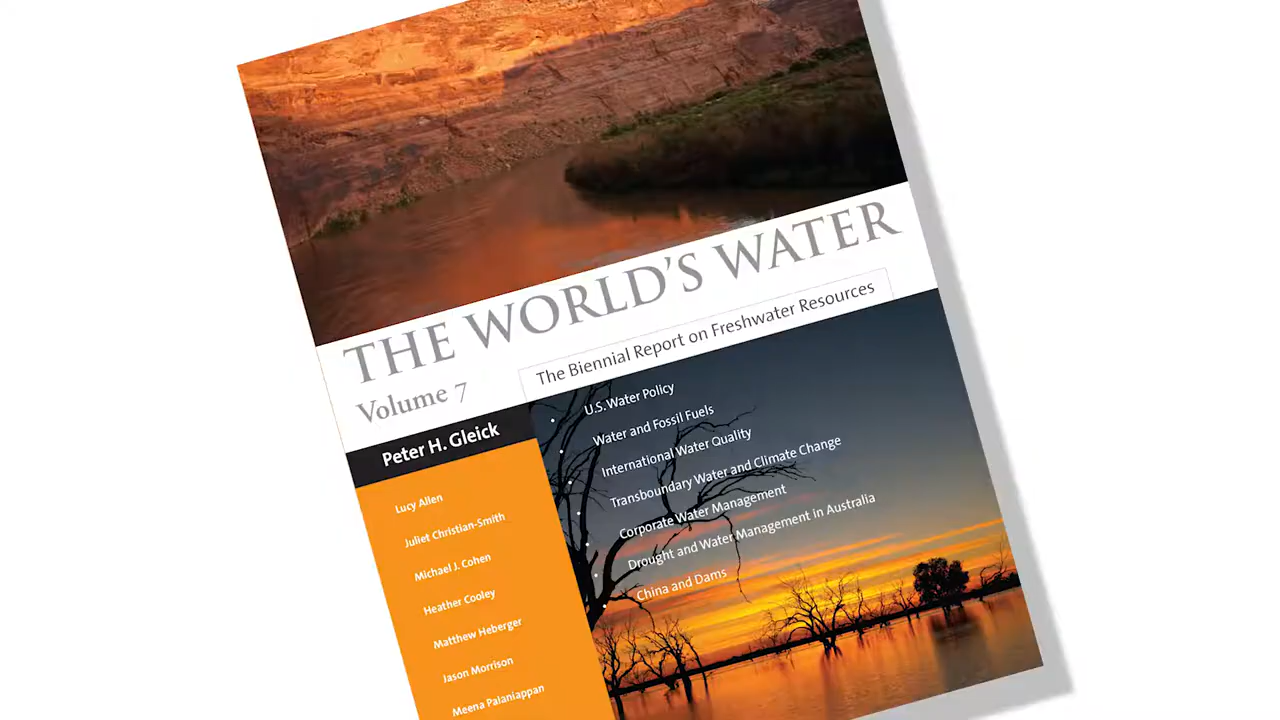 THE WORLD'S WATER
Volume 7
The Biennial Report on Freshwater Resources
Peter H. Gleick
Lucy Allen
Juliet Christian-Smith
Michael J. Cohen
Heather Cooley
Matthew Heberger
Jason Morrison
Meena Palaniappan
• U.S. Water Policy
• Water and Fossil Fuels
• International Water Quality
• Transboundary Water and Climate Change
• Corporate Water Management
• Drought and Water Management in Australia
• China and Dams